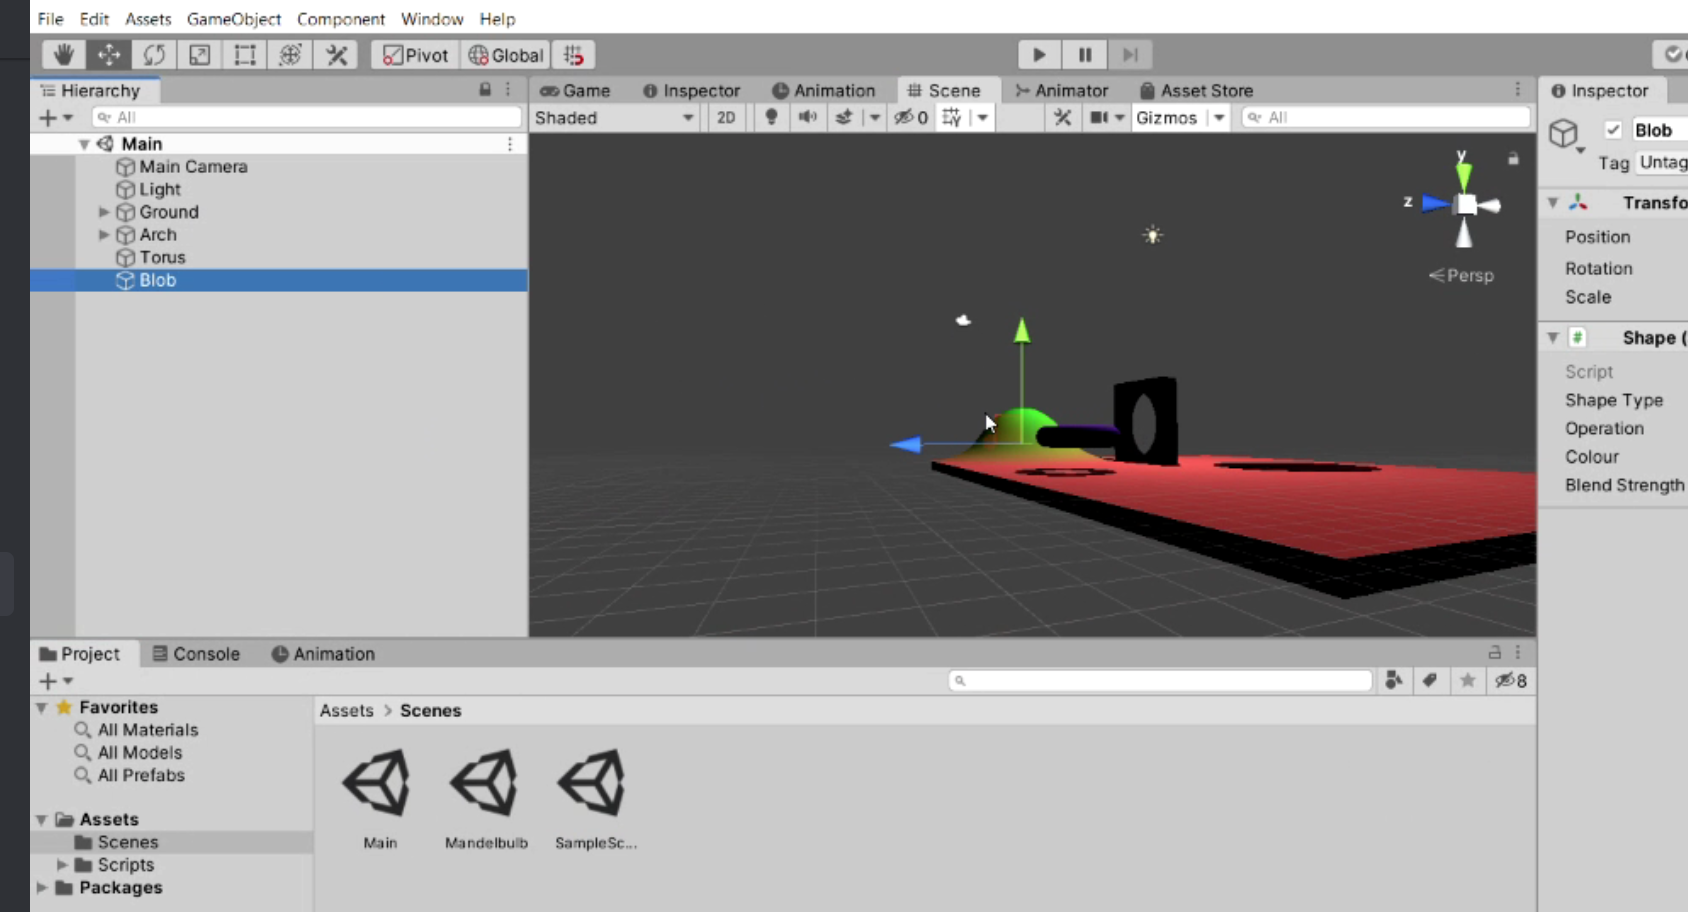 File Edit Assets GameObject Component Window Help
Pivot Global
Hierarchy
All
Main
Main Camera
Light
Ground
Arch
Torus
Blob
Game Inspector Animation Scene Animator Asset Store
Shaded 2D 0 Gizmos All
y
z
Persp
Inspector
Blob
Tag Untag
Transfo
Position
Rotation
Scale
# Shape (
Script
Shape Type
Operation
Colour
Blend Strength
Project Console Animation
8
Favorites
All Materials
All Models
All Prefabs
Assets
Scenes
Scripts
Packages
Assets > Scenes
Main Mandelbulb SampleSc...